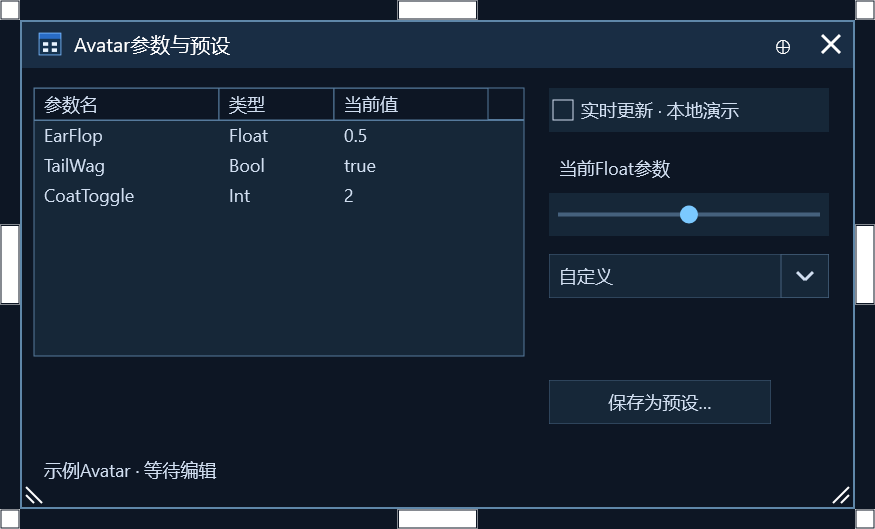 Avatar参数与预设
参数名 类型 当前值
EarFlop Float 0.5
TailWag Bool true
CoatToggle Int 2
实时更新 · 本地演示
当前Float参数
自定义
保存为预设...
示例Avatar · 等待编辑